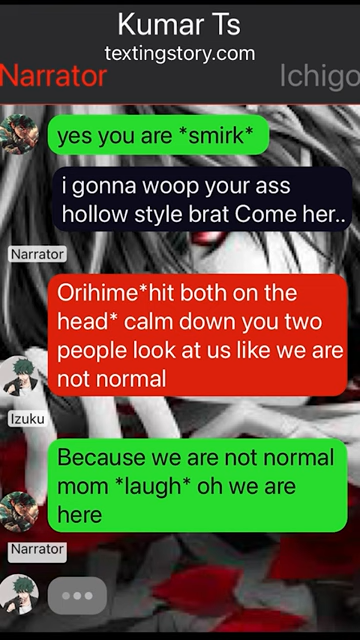 Kumar Ts
textingstory.com
Narrator
Ichigo
yes you are *smirk*
i gonna woop your ass
hollow style brat Come her..
Narrator
Orihime*hit both on the
head* calm down you two
people look at us like we are
not normal
Izuku
Because we are not normal
mom *laugh* oh we are
here
Narrator